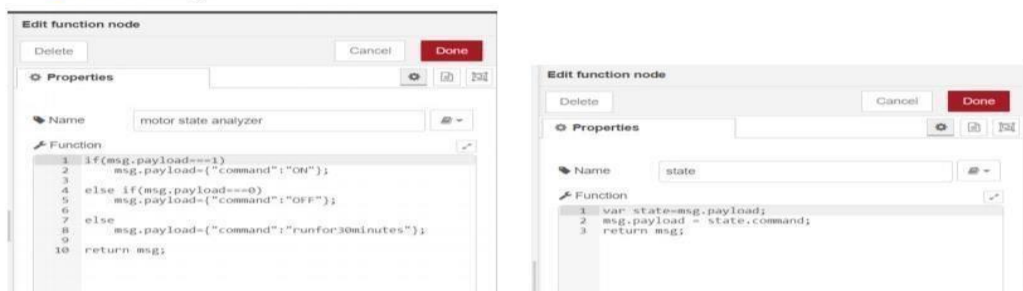 Edit function node
Delete Cancel Done
Properties
Name motor state analyzer
Function
1 if(msg.payload===1)
2 msg.payload={"command":"ON"};
3
4 else if(msg.payload===0)
5 msg.payload={"command":"OFF"};
6
7 else
8 msg.payload={"command":"runfor30minutes"};
9
10 return msg;
Edit function node
Delete Cancel Done
Properties
Name state
Function
1 var state=msg.payload;
2 msg.payload = state.command;
3 return msg;